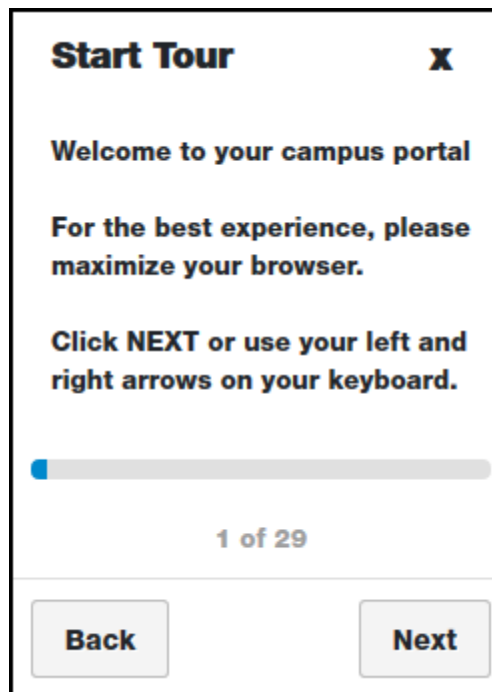 Start Tour x
Welcome to your campus portal
For the best experience, please
maximize your browser.
Click NEXT or use your left and
right arrows on your keyboard.
1 of 29
Back Next